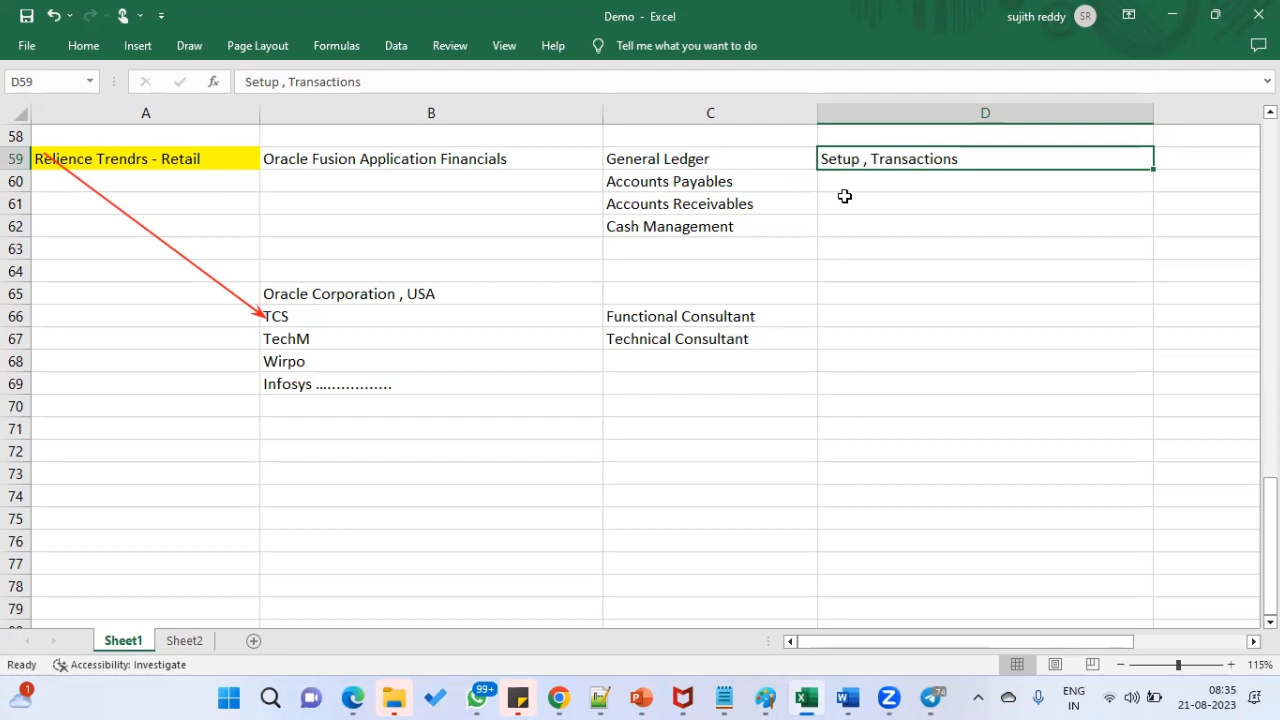 Demo - Excel
sujith reddy SR
File Home Insert Draw Page Layout Formulas Data Review View Help Tell me what you want to do
D59 fx Setup , Transactions
A B C D
58
59 Relience Trendrs - Retail Oracle Fusion Application Financials General Ledger Setup , Transactions
60 Accounts Payables
61 Accounts Receivables
62 Cash Management
63
64
65 Oracle Corporation , USA
66 TCS Functional Consultant
67 TechM Technical Consultant
68 Wirpo
69 Infosys ................
70
71
72
73
74
75
76
77
78
79
Sheet1 Sheet2
Ready Accessibility: Investigate 115%
1 99+ 74 ENG IN 08:35 21-08-2023